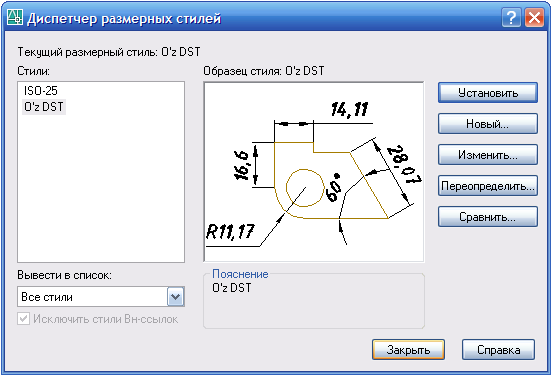 Диспетчер размерных стилей
Текущий размерный стиль: O'z DST
Стили:
ISO-25
O'z DST
Образец стиля: O'z DST
14,11
16,6
28,07
60°
R11,17
Установить
Новый...
Изменить...
Переопределить...
Сравнить...
Вывести в список:
Все стили
Исключить стили Вн-ссылок
Пояснение
O'z DST
Закрыть
Справка